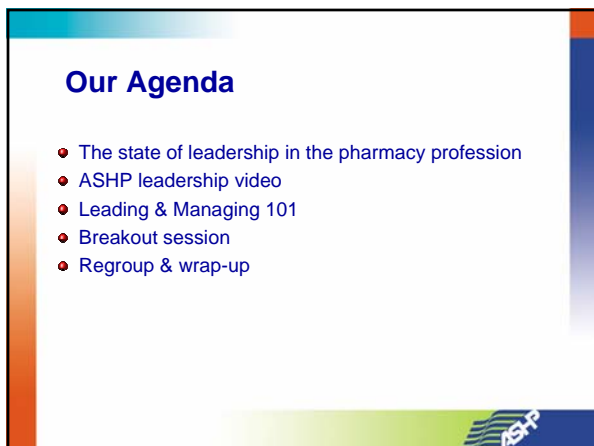 Our Agenda
The state of leadership in the pharmacy profession
ASHP leadership video
Leading & Managing 101
Breakout session
Regroup & wrap-up
ASHP